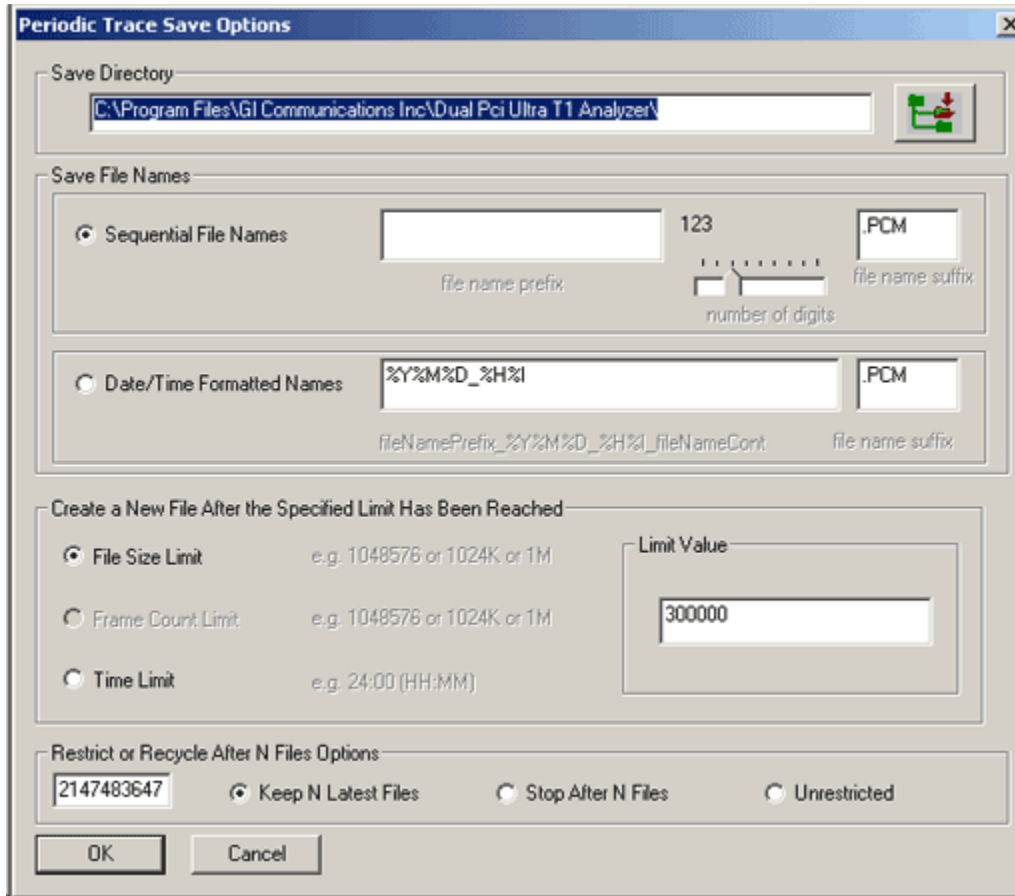 Periodic Trace Save Options
Save Directory
C:\Program Files\Gl Communications Inc\Dual Pci Ultra T1 Analyzer\
Save File Names
Sequential File Names
123
.PCM
file name prefix
number of digits
file name suffix
Date/Time Formatted Names
%Y%M%D_%H%I
.PCM
fileNamePrefix_%Y%M%D_%H%I_fileNameCont
file name suffix
Create a New File After the Specified Limit Has Been Reached
File Size Limit
e.g. 1048576 or 1024K or 1M
Limit Value
Frame Count Limit
e.g. 1048576 or 1024K or 1M
300000
Time Limit
e.g. 24:00 (HH:MM)
Restrict or Recycle After N Files Options
2147483647
Keep N Latest Files
Stop After N Files
Unrestricted
OK
Cancel